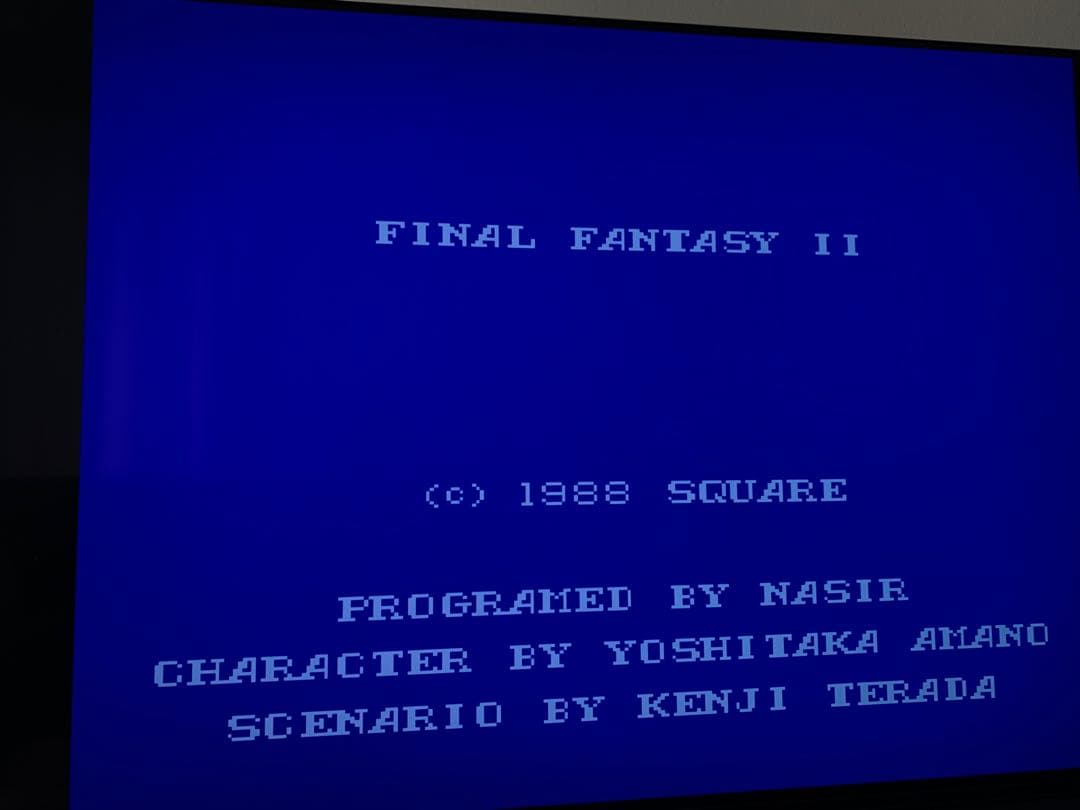 FINAL FANTASY II
(c) 1988 SQUARE
PROGRAMED BY NASIR
CHARACTER BY YOSHITAKA AMANO
SCENARIO BY KENJI TERADA